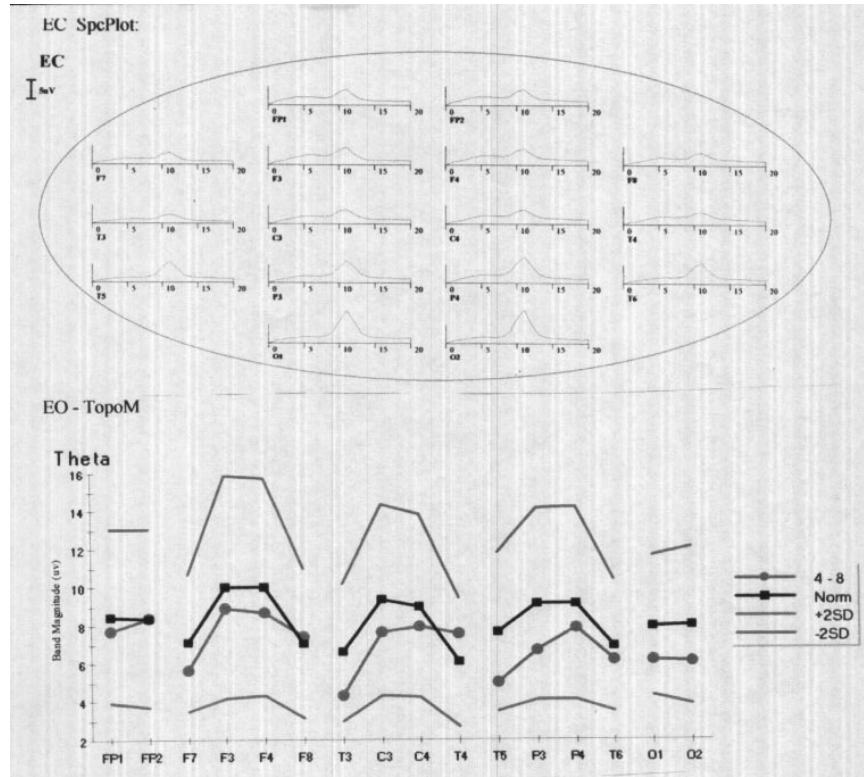 EC SpcPlot:
EC
5uV
0 5 10 15 20
FP1
0 5 10 15 20
FP2
0 5 10 15 20
F7
0 5 10 15 20
F3
0 5 10 15 20
F4
0 5 10 15 20
F8
0 5 10 15 20
T3
0 5 10 15 20
C3
0 5 10 15 20
C4
0 5 10 15 20
T4
0 5 10 15 20
T5
0 5 10 15 20
P3
0 5 10 15 20
P4
0 5 10 15 20
T6
0 5 10 15 20
O1
0 5 10 15 20
O2
EO - TopoM
Theta
Band Magnitude (uv)
16
14
12
10
8
6
4
2
FP1 FP2 F7 F3 F4 F8 T3 C3 C4 T4 T5 P3 P4 T6 O1 O2
4 - 8
Norm
+2SD
-2SD